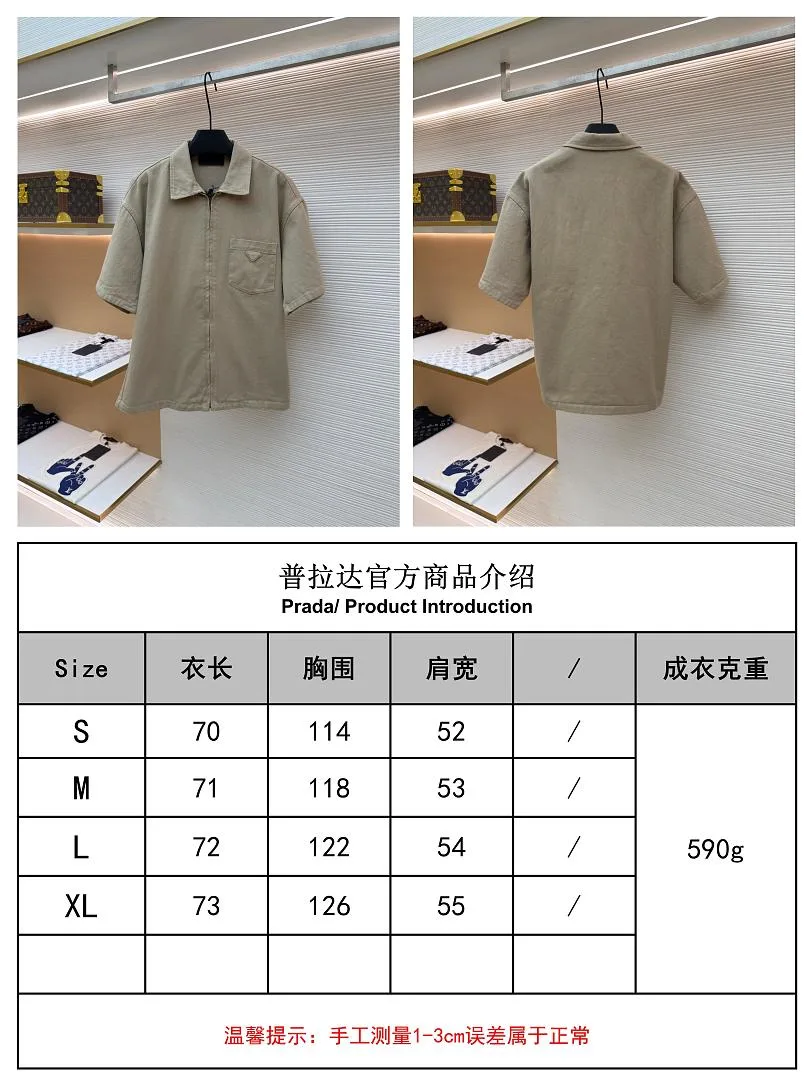 普拉达官方商品介绍
Prada/ Product Introduction
Size 衣长 胸围 肩宽 / 成衣克重
S 70 114 52 /
M 71 118 53 /
L 72 122 54 /
XL 73 126 55 /
590g
温馨提示：手工测量1-3cm误差属于正常